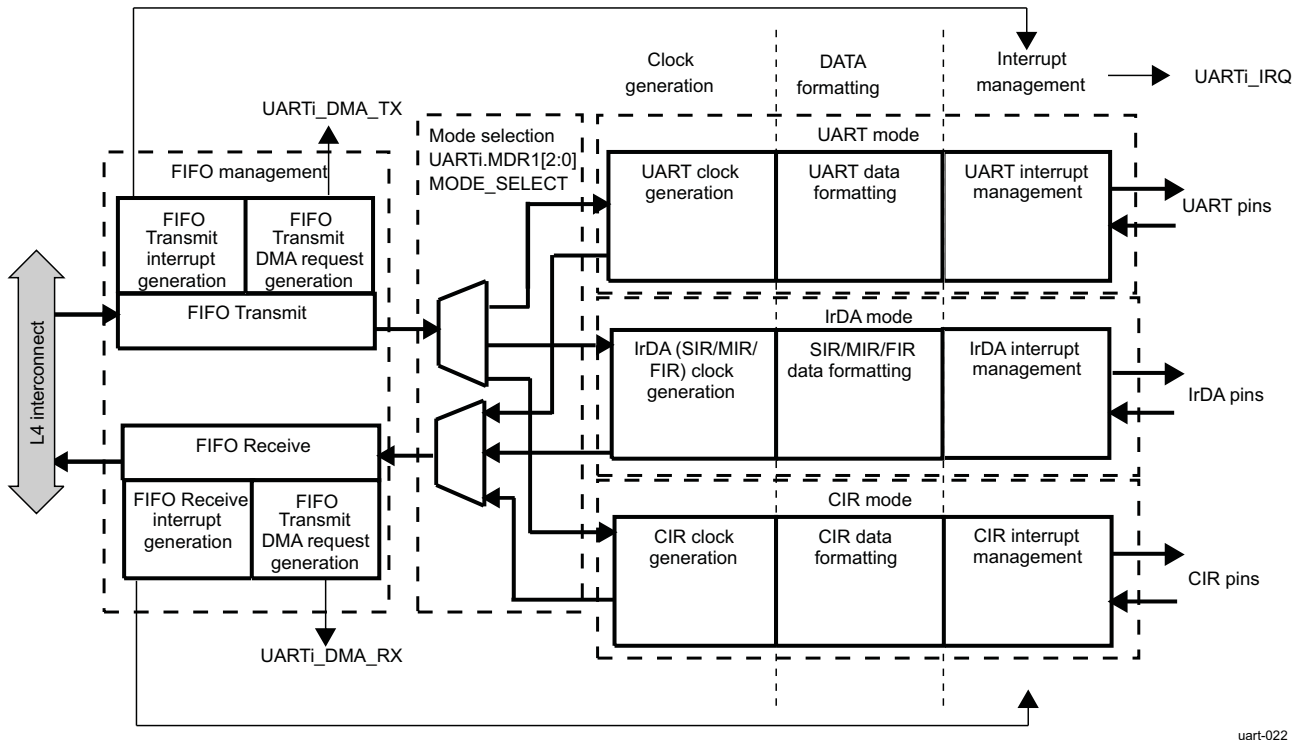 Clock
generation
DATA
formatting
Interrupt
management
UARTi_IRQ
UARTi_DMA_TX
Mode selection
UARTi.MDR1[2:0]
MODE_SELECT
UART mode
FIFO management
UART clock
generation
UART data
formatting
UART interrupt
management
UART pins
FIFO
Transmit
interrupt
generation
FIFO
Transmit
DMA request
generation
FIFO Transmit
L4 interconnect
IrDA mode
IrDA (SIR/MIR/
FIR) clock
generation
SIR/MIR/FIR
data formatting
IrDA interrupt
management
IrDA pins
FIFO Receive
FIFO Receive
interrupt
generation
FIFO
Transmit
DMA request
generation
CIR mode
CIR clock
generation
CIR data
formatting
CIR interrupt
management
CIR pins
UARTi_DMA_RX
uart-022